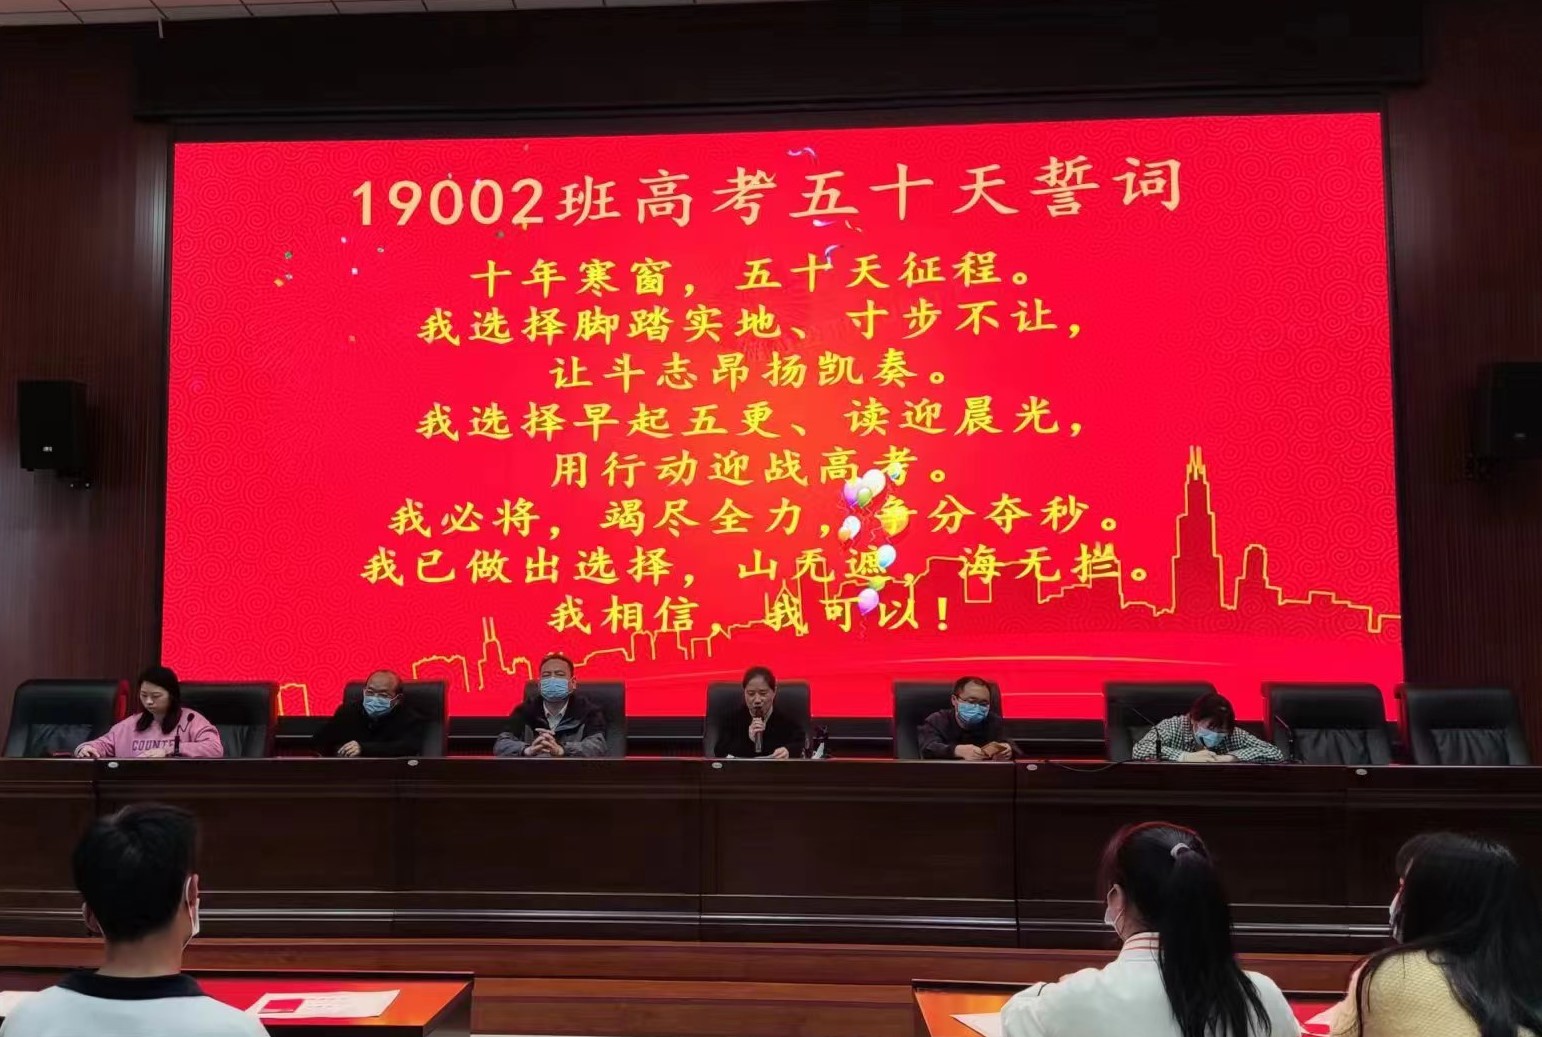 19002班高考五十天誓词
十年寒窗，五十天征程。
我选择脚踏实地、寸步不让，
让斗志昂扬凯奏。
我选择早起五更、读迎晨光，
用行动迎战高考。
我必将，竭尽全力，争分夺秒。
我已做出选择，山无遮，海无拦。
我相信，我可以！